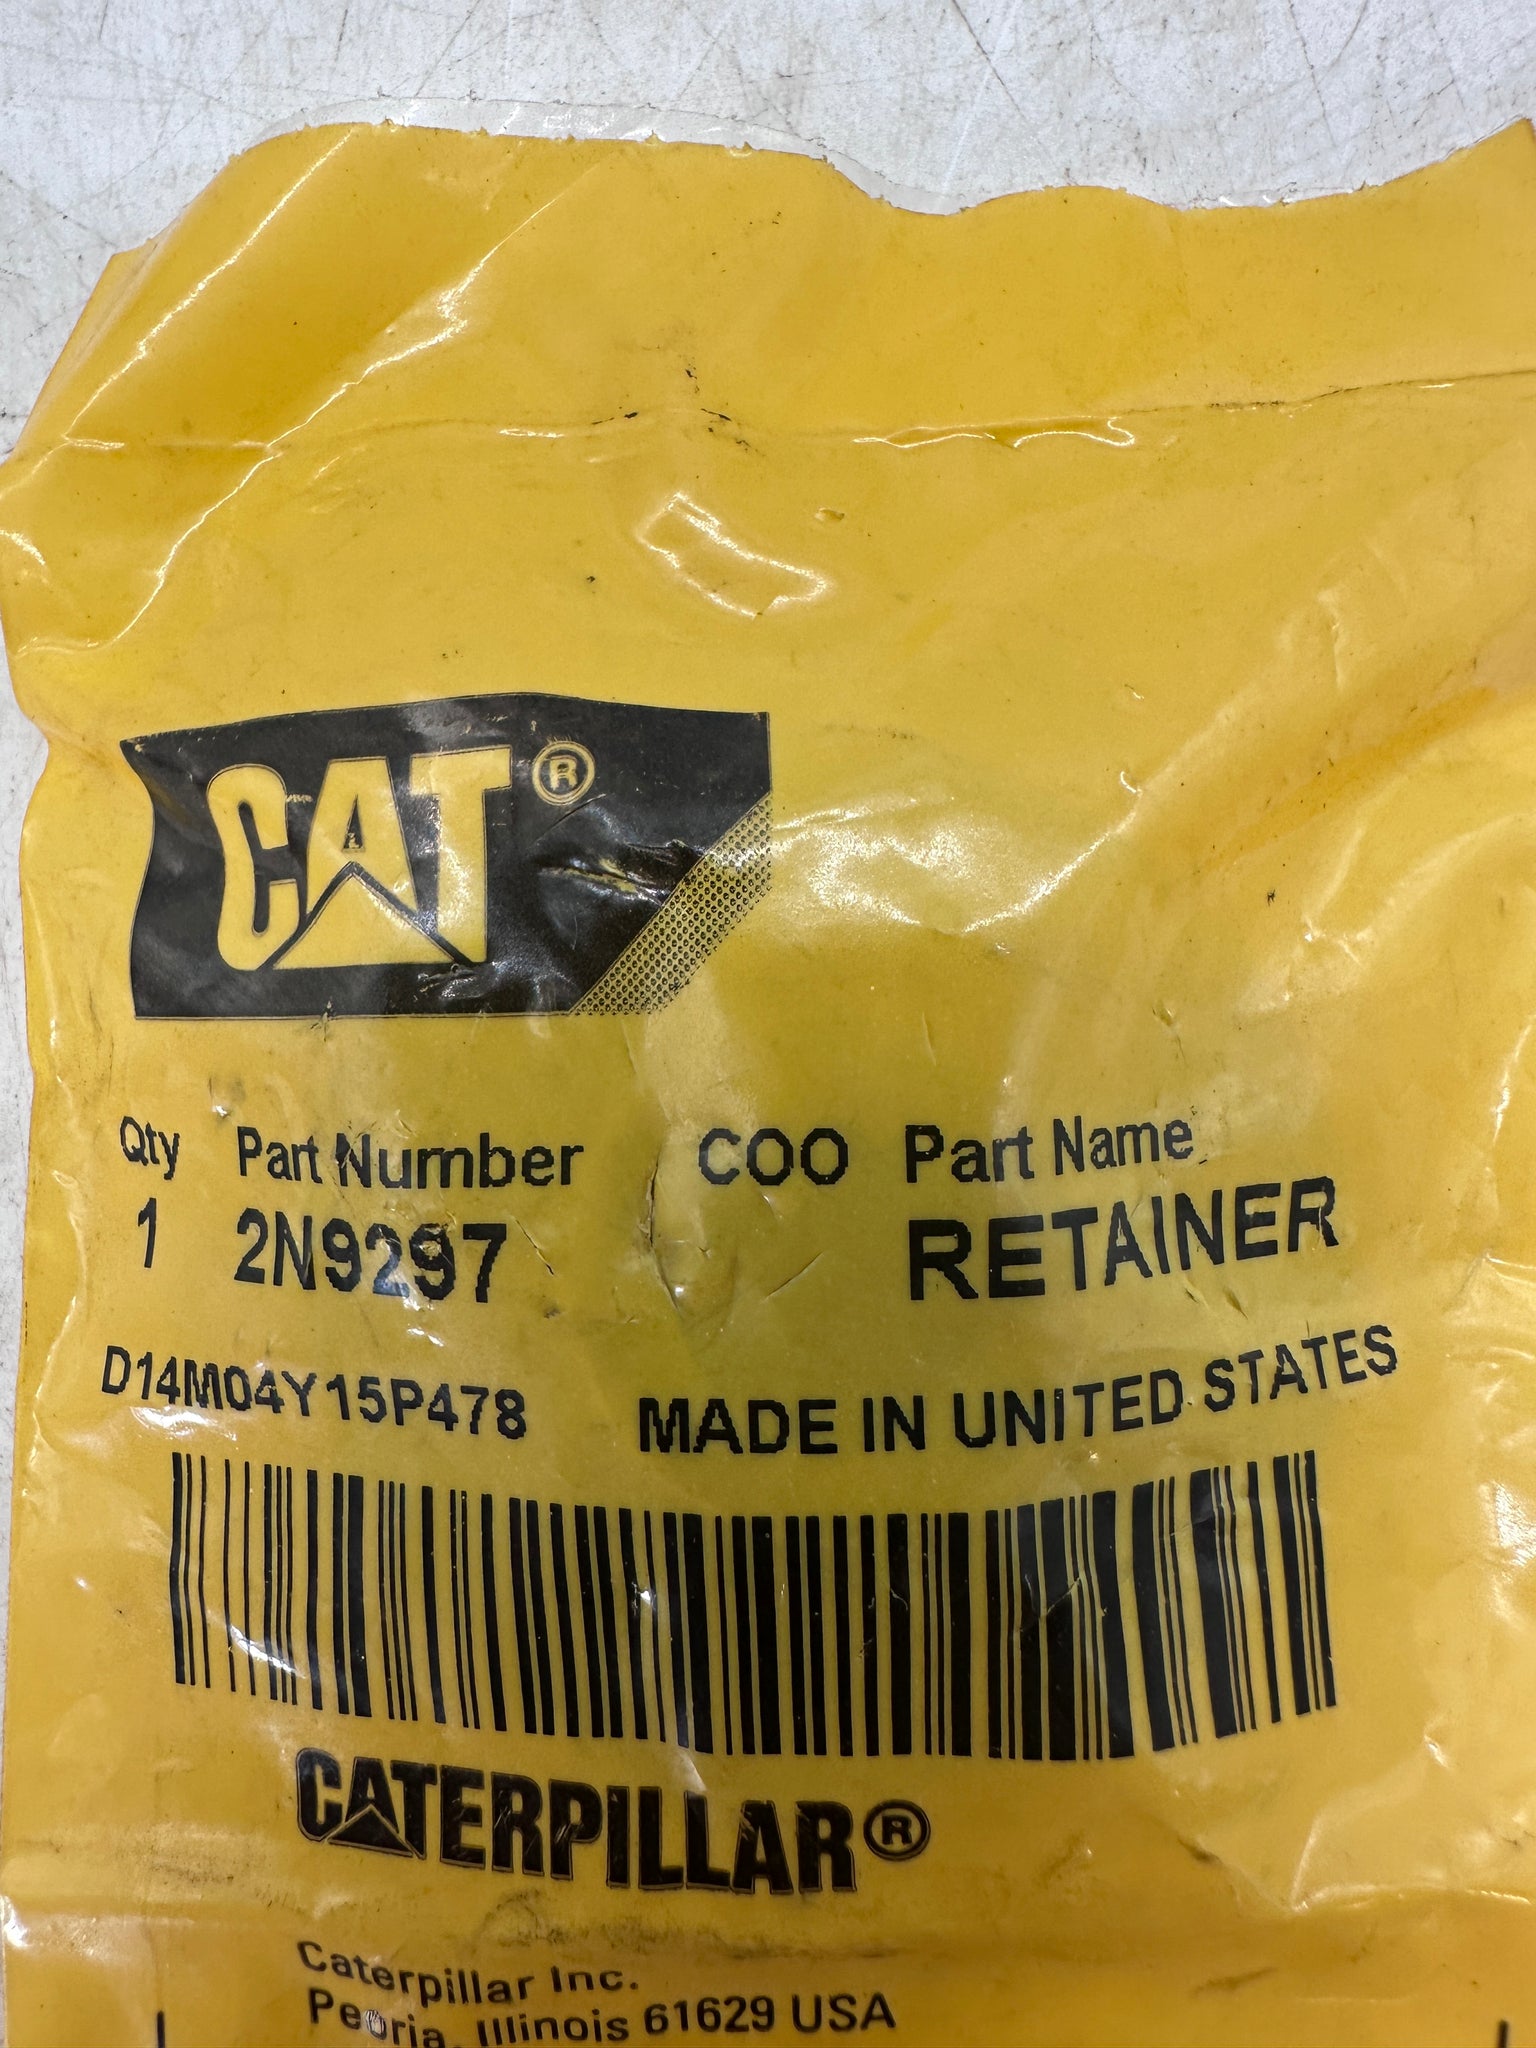 CAT®
Qty Part Number COO Part Name
1 2N9297 RETAINER
D14M04Y15P478 MADE IN UNITED STATES
CATERPILLAR®
Caterpillar Inc.
Peoria, Illinois 61629 USA